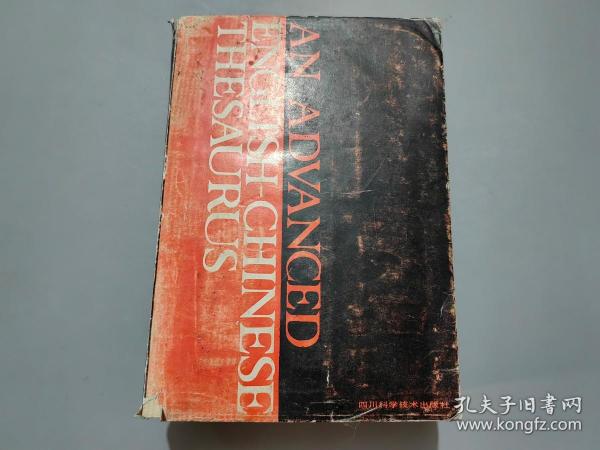 AN ADVANCED
ENGLISH-CHINESE
THESAURUS
四川科学技术出版社
孔夫子旧书网
www.kongfz.com